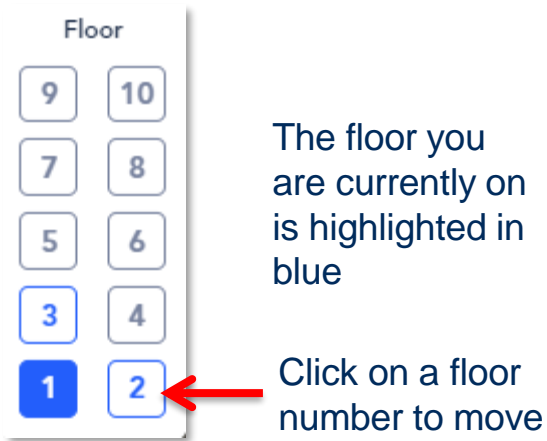 Floor
9 10
7 8
5 6
3 4
1 2
The floor you
are currently on
is highlighted in
blue
Click on a floor
number to move